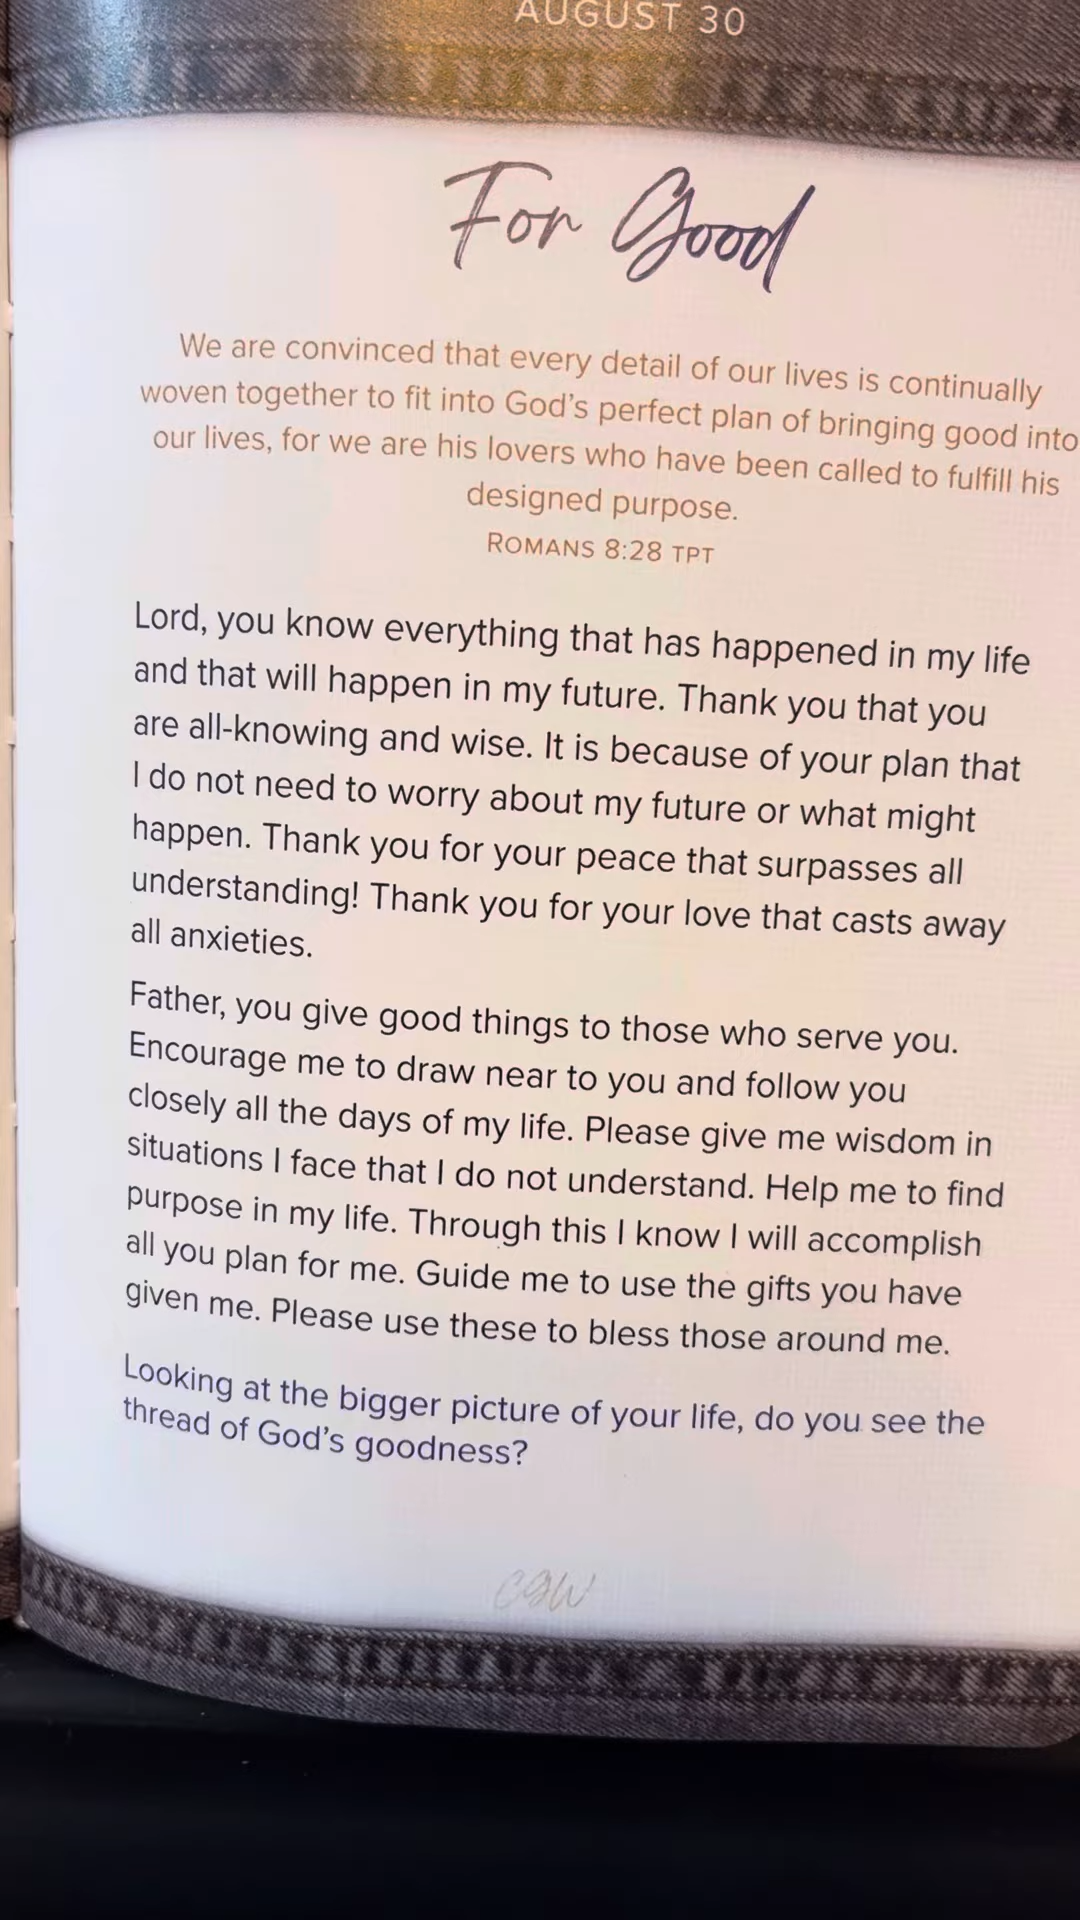 AUGUST 30
For Good
We are convinced that every detail of our lives is continually
woven together to fit into God's perfect plan of bringing good into
our lives, for we are his lovers who have been called to fulfill his
designed purpose.
ROMANS 8:28 TPT
Lord, you know everything that has happened in my life
and that will happen in my future. Thank you that you
are all-knowing and wise. It is because of your plan that
I do not need to worry about my future or what might
happen. Thank you for your peace that surpasses all
understanding! Thank you for your love that casts away
all anxieties.
Father, you give good things to those who serve you.
Encourage me to draw near to you and follow you
closely all the days of my life. Please give me wisdom in
situations I face that I do not understand. Help me to find
purpose in my life. Through this I know I will accomplish
all you plan for me. Guide me to use the gifts you have
given me. Please use these to bless those around me.
Looking at the bigger picture of your life, do you see the
thread of God's goodness?
cgw